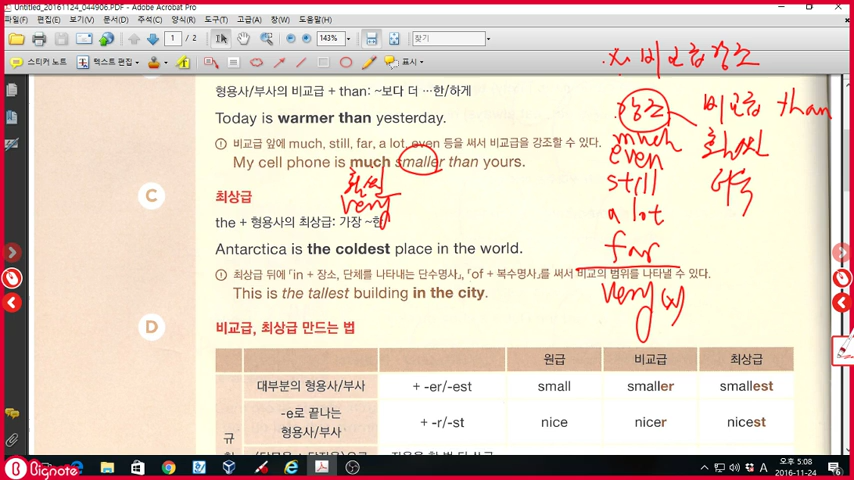 Untitled_20161124_044906.PDF - Adobe Acrobat Pro
파일(F) 편집(E) 보기(V) 문서(D) 주석(C) 양식(R) 도구(T) 고급(A) 창(W) 도움말(H)
1 / 2 143% 찾기
스티커 노트 텍스트 편집 표시
※ 비교급 강조
형용사/부사의 비교급 + than: ~보다 더 …한/하게
강조 비교급 than
Today is warmer than yesterday.
much 훨씬
비교급 앞에 much, still, far, a lot, even 등을 써서 비교급을 강조할 수 있다.
even
My cell phone is much smaller than yours.
still
훨씬
C
최상급
very
a lot
the + 형용사의 최상급: 가장 ~한
Antarctica is the coldest place in the world.
far
최상급 뒤에 「in + 장소, 단체를 나타내는 단수명사」, 「of + 복수명사」를 써서 비교의 범위를 나타낼 수 있다.
This is the tallest building in the city.
very (x)
D
비교급, 최상급 만드는 법
원급 비교급 최상급
대부분의 형용사/부사 + -er/-est small smaller smallest
-e로 끝나는
형용사/부사 + -r/-st nice nicer nicest
규
Bignote
A
오후 5:08
2016-11-24